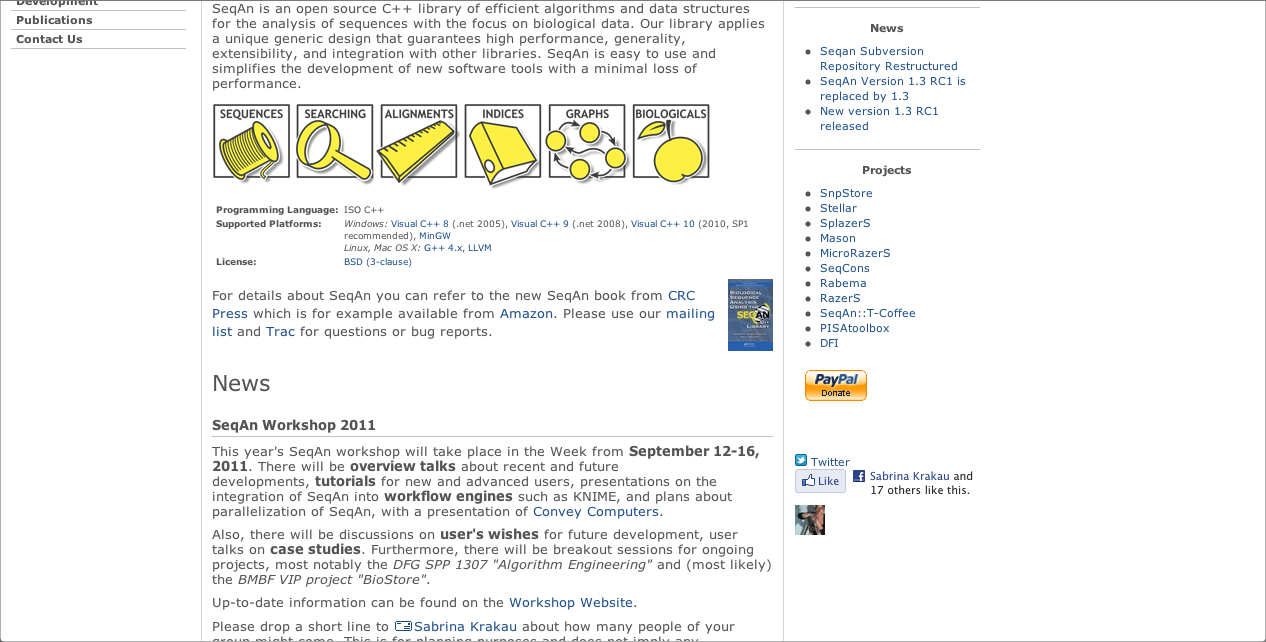 Development
Publications
Contact Us
SeqAn is an open source C++ library of efficient algorithms and data structures
for the analysis of sequences with the focus on biological data. Our library applies
a unique generic design that guarantees high performance, generality,
extensibility, and integration with other libraries. SeqAn is easy to use and
simplifies the development of new software tools with a minimal loss of
performance.
SEQUENCES SEARCHING ALIGNMENTS INDICES GRAPHS BIOLOGICALS
Programming Language: ISO C++
Supported Platforms: Windows: Visual C++ 8 (.net 2005), Visual C++ 9 (.net 2008), Visual C++ 10 (2010, SP1
recommended), MinGW
Linux, Mac OS X: G++ 4.x, LLVM
License: BSD (3-clause)
For details about SeqAn you can refer to the new SeqAn book from CRC
Press which is for example available from Amazon. Please use our mailing
list and Trac for questions or bug reports.
BIOLOGICAL
SEQUENCE
ANALYSIS
USING THE
SEQAN
C++
LIBRARY
News
SeqAn Workshop 2011
This year's SeqAn workshop will take place in the Week from September 12-16,
2011. There will be overview talks about recent and future
developments, tutorials for new and advanced users, presentations on the
integration of SeqAn into workflow engines such as KNIME, and plans about
parallelization of SeqAn, with a presentation of Convey Computers.
Also, there will be discussions on user's wishes for future development, user
talks on case studies. Furthermore, there will be breakout sessions for ongoing
projects, most notably the DFG SPP 1307 "Algorithm Engineering" and (most likely)
the BMBF VIP project "BioStore".
Up-to-date information can be found on the Workshop Website.
Please drop a short line to Sabrina Krakau about how many people of your
group might come. This is for planning purposes and does not imply any
News
Seqan Subversion
Repository Restructured
SeqAn Version 1.3 RC1 is
replaced by 1.3
New version 1.3 RC1
released
Projects
SnpStore
Stellar
SplazerS
Mason
MicroRazerS
SeqCons
Rabema
RazerS
SeqAn::T-Coffee
PISAtoolbox
DFI
PayPal
Donate
Twitter
Like
Sabrina Krakau and
17 others like this.